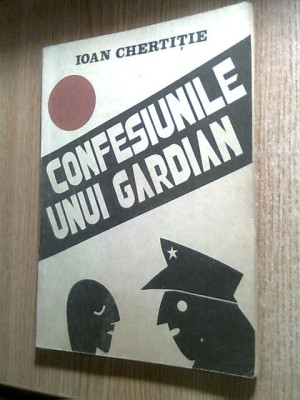 IOAN CHERTIȚIE
CONFESIUNILE
UNUI GARDIAN